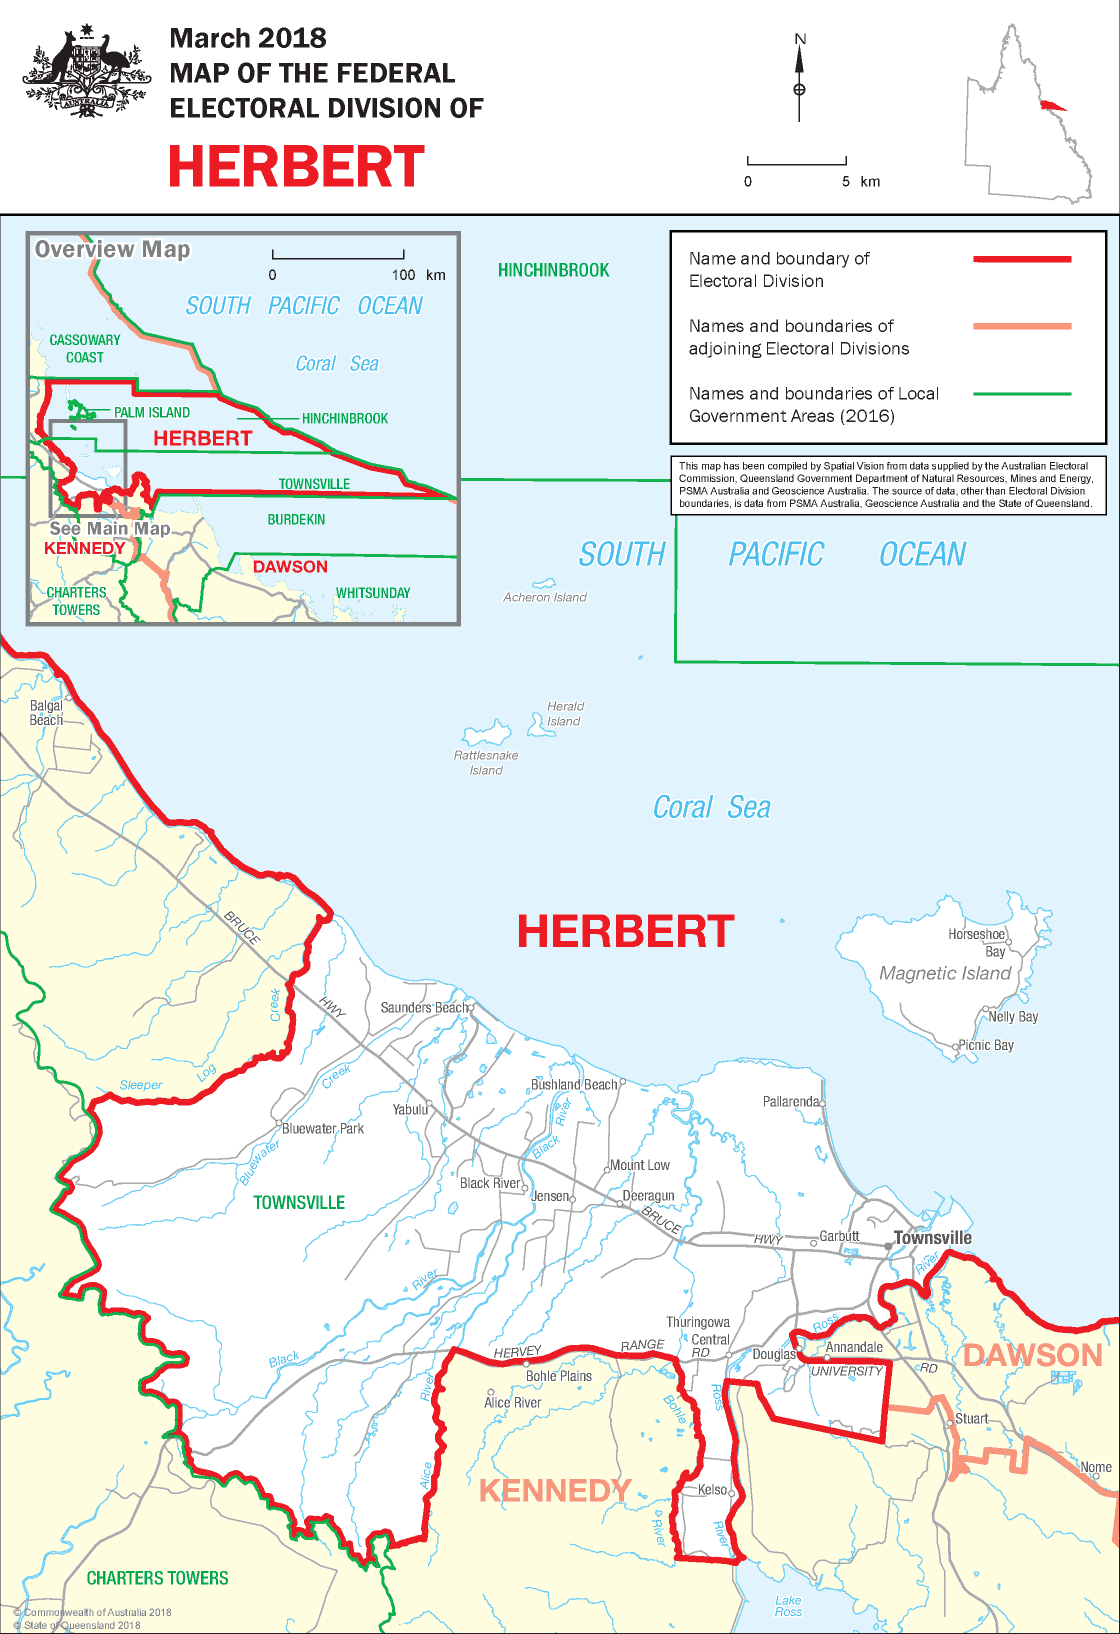 March 2018
MAP OF THE FEDERAL
ELECTORAL DIVISION OF
HERBERT
AUSTRALIA
N
0 5 km
Overview Map
0 100 km
SOUTH PACIFIC OCEAN
Coral Sea
CASSOWARY
COAST
PALM ISLAND
HINCHINBROOK
HERBERT
TOWNSVILLE
BURDEKIN
See Main Map
KENNEDY
DAWSON
CHARTERS
TOWERS
WHITSUNDAY
HINCHINBROOK
Name and boundary of
Electoral Division
Names and boundaries of
adjoining Electoral Divisions
Names and boundaries of Local
Government Areas (2016)
This map has been compiled by Spatial Vision from data supplied by the Australian Electoral
Commission, Queensland Government Department of Natural Resources, Mines and Energy,
PSMA Australia and Geoscience Australia. The source of data, other than Electoral Division
boundaries, is data from PSMA Australia, Geoscience Australia and the State of Queensland.
SOUTH PACIFIC OCEAN
Acheron Island
Herald
Island
Rattlesnake
Island
Balgal
Beach
Coral Sea
HERBERT
BRUCE
HWY
Horseshoe
Bay
Magnetic Island
Nelly Bay
Picnic Bay
Creek
Saunders Beach
Sleeper
Log
Creek
Bushland Beach
Pallarenda
Yabulu
Bluewater Park
Bluewater
River
Black
Mount Low
Black River
Jensen
Deeragun
TOWNSVILLE
BRUCE
HWY
Garbutt
Townsville
River
River
Black
Thuringowa
Central
Ross
HERVEY
RANGE
RD
Douglas
Annandale
UNIVERSITY
RD
DAWSON
Bohle Plains
River
Alice River
Ross
Bohle
Stuart
Alice
KENNEDY
Kelso
Nome
River
River
CHARTERS TOWERS
Lake
Ross
© Commonwealth of Australia 2018
© State of Queensland 2018